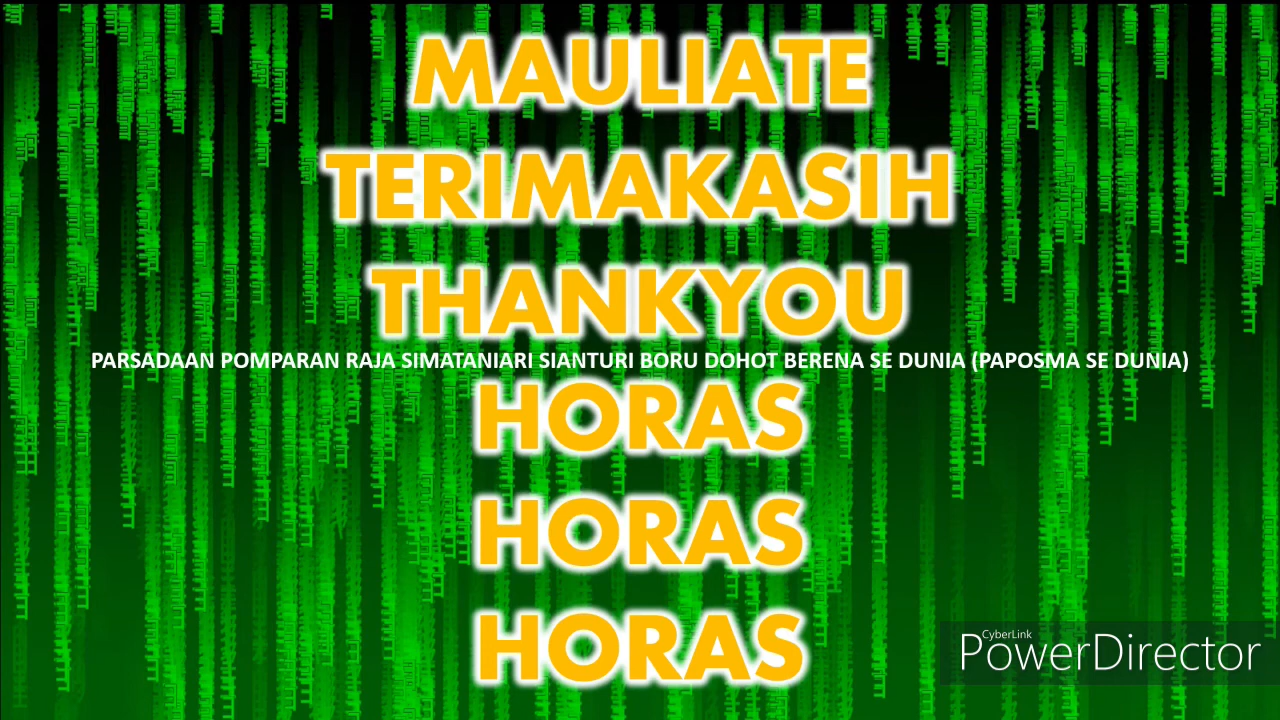 MAULIATE
TERIMAKASIH
THANKYOU
PARSADAAN POMPARAN RAJA SIMATANIARI SIANTURI BORU DOHOT BERENA SE DUNIA (PAPOSMA SE DUNIA)
HORAS
HORAS
HORAS
CyberLink
PowerDirector